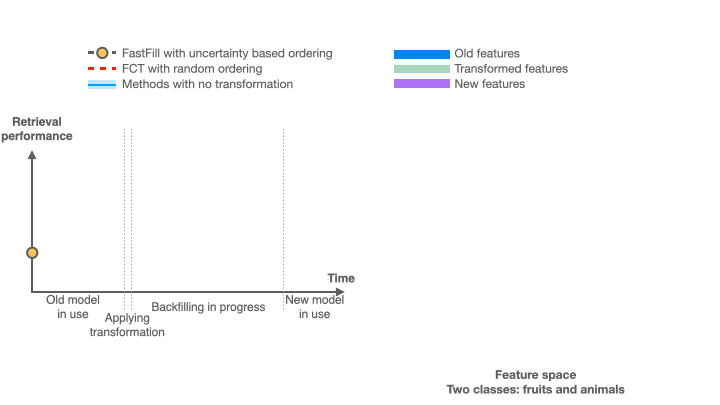 FastFill with uncertainty based ordering
FCT with random ordering
Methods with no transformation
Old features
Transformed features
New features
Retrieval
performance
Time
Old model
in use
Applying
transformation
Backfilling in progress
New model
in use
Feature space
Two classes: fruits and animals